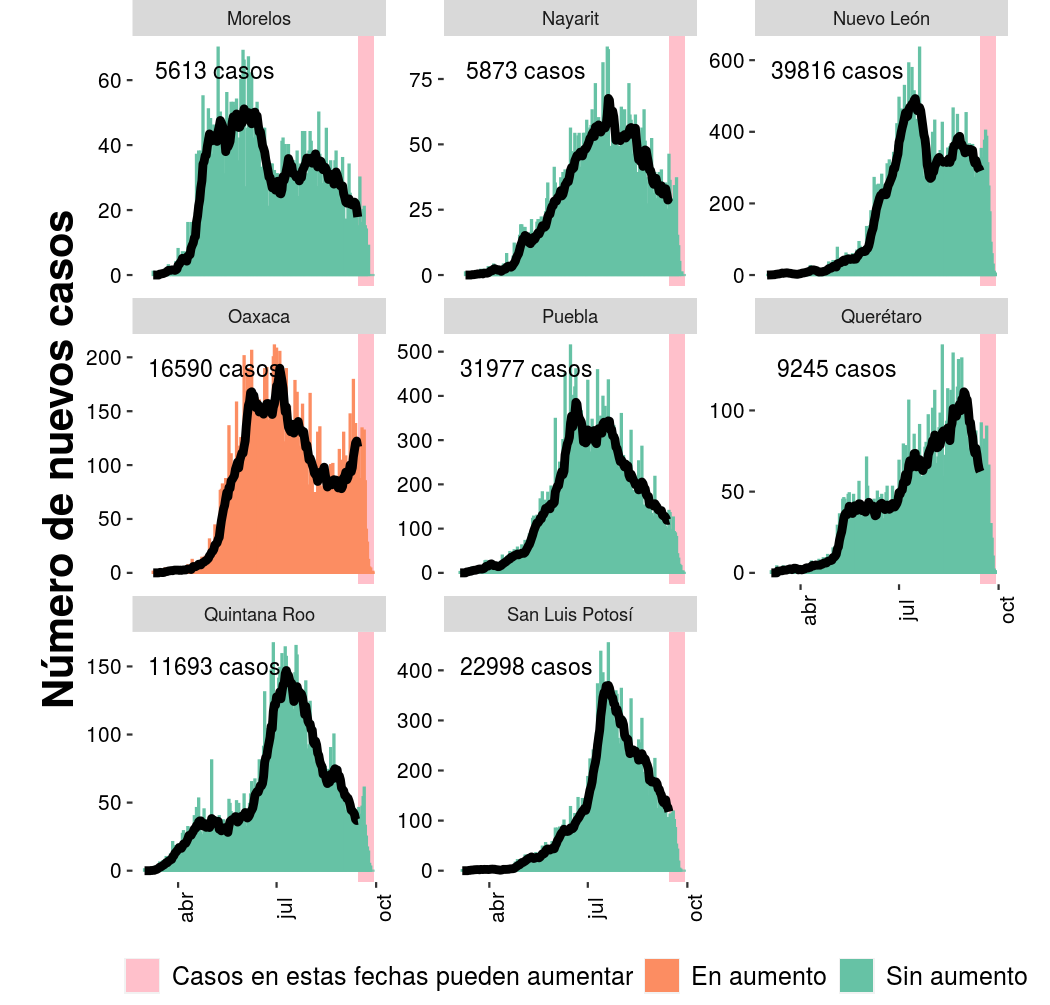 Número de nuevos casos
Morelos
Nayarit
Nuevo León
5613 casos
5873 casos
39816 casos
60
40
20
0
75
50
25
0
600
400
200
0
Oaxaca
Puebla
Querétaro
16590 casos
31977 casos
9245 casos
200
150
100
50
0
500
400
300
200
100
0
100
50
0
abr
jul
oct
Quintana Roo
San Luis Potosí
11693 casos
22998 casos
150
100
50
0
400
300
200
100
0
abr
jul
oct
abr
jul
oct
Casos en estas fechas pueden aumentar
En aumento
Sin aumento